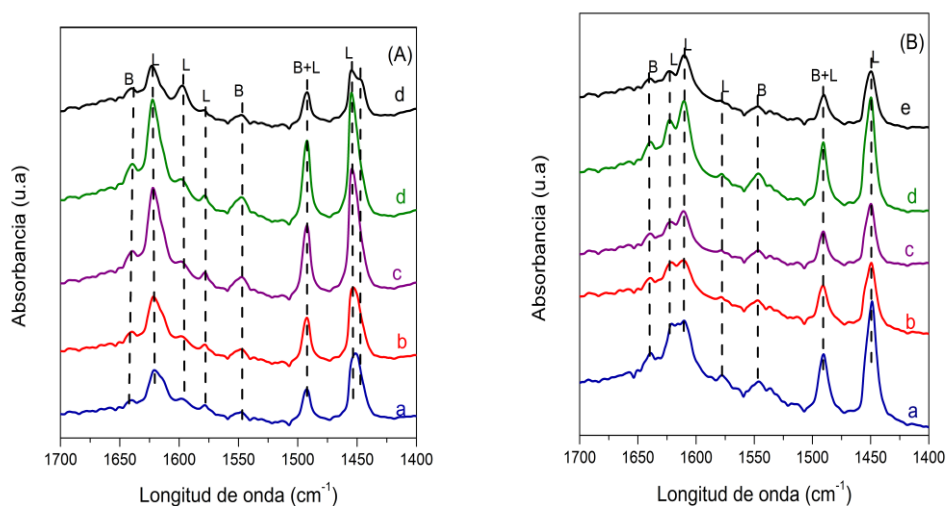 (A)
B
L
L
L
B
B+L
L
d
d
c
b
a
Absorbancia (u.a)
1700 1650 1600 1550 1500 1450 1400
Longitud de onda (cm⁻¹)
(B)
B
L
L
L
B
B+L
L
e
d
c
b
a
Absorbancia (u.a)
1700 1650 1600 1550 1500 1450 1400
Longitud de onda (cm⁻¹)